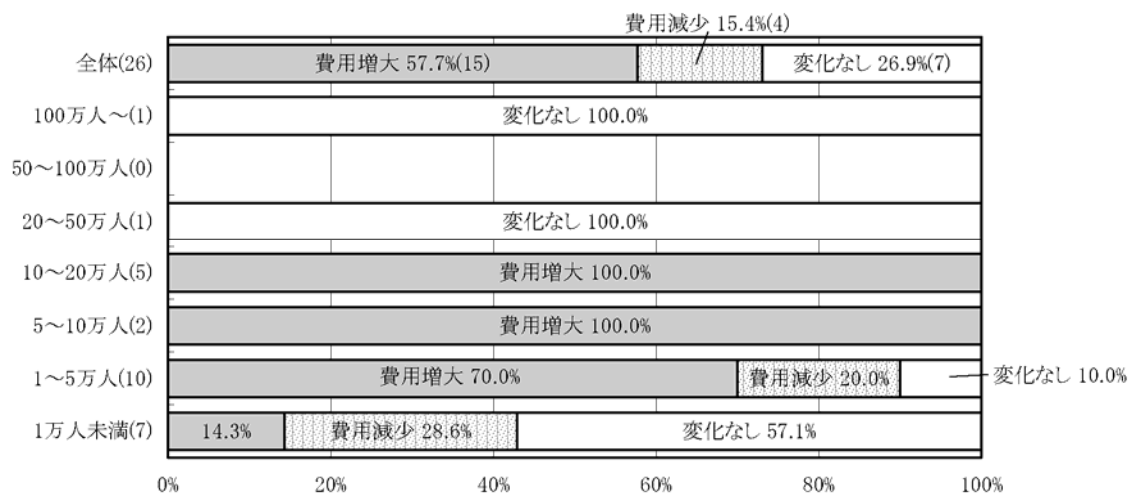 費用減少 15.4%(4)
全体(26)
費用増大 57.7%(15)
変化なし 26.9%(7)
100万人～(1)
変化なし 100.0%
50～100万人(0)
20～50万人(1)
変化なし 100.0%
10～20万人(5)
費用増大 100.0%
5～10万人(2)
費用増大 100.0%
1～5万人(10)
費用増大 70.0%
費用減少 20.0%
変化なし 10.0%
1万人未満(7)
14.3%
費用減少 28.6%
変化なし 57.1%
0%
20%
40%
60%
80%
100%